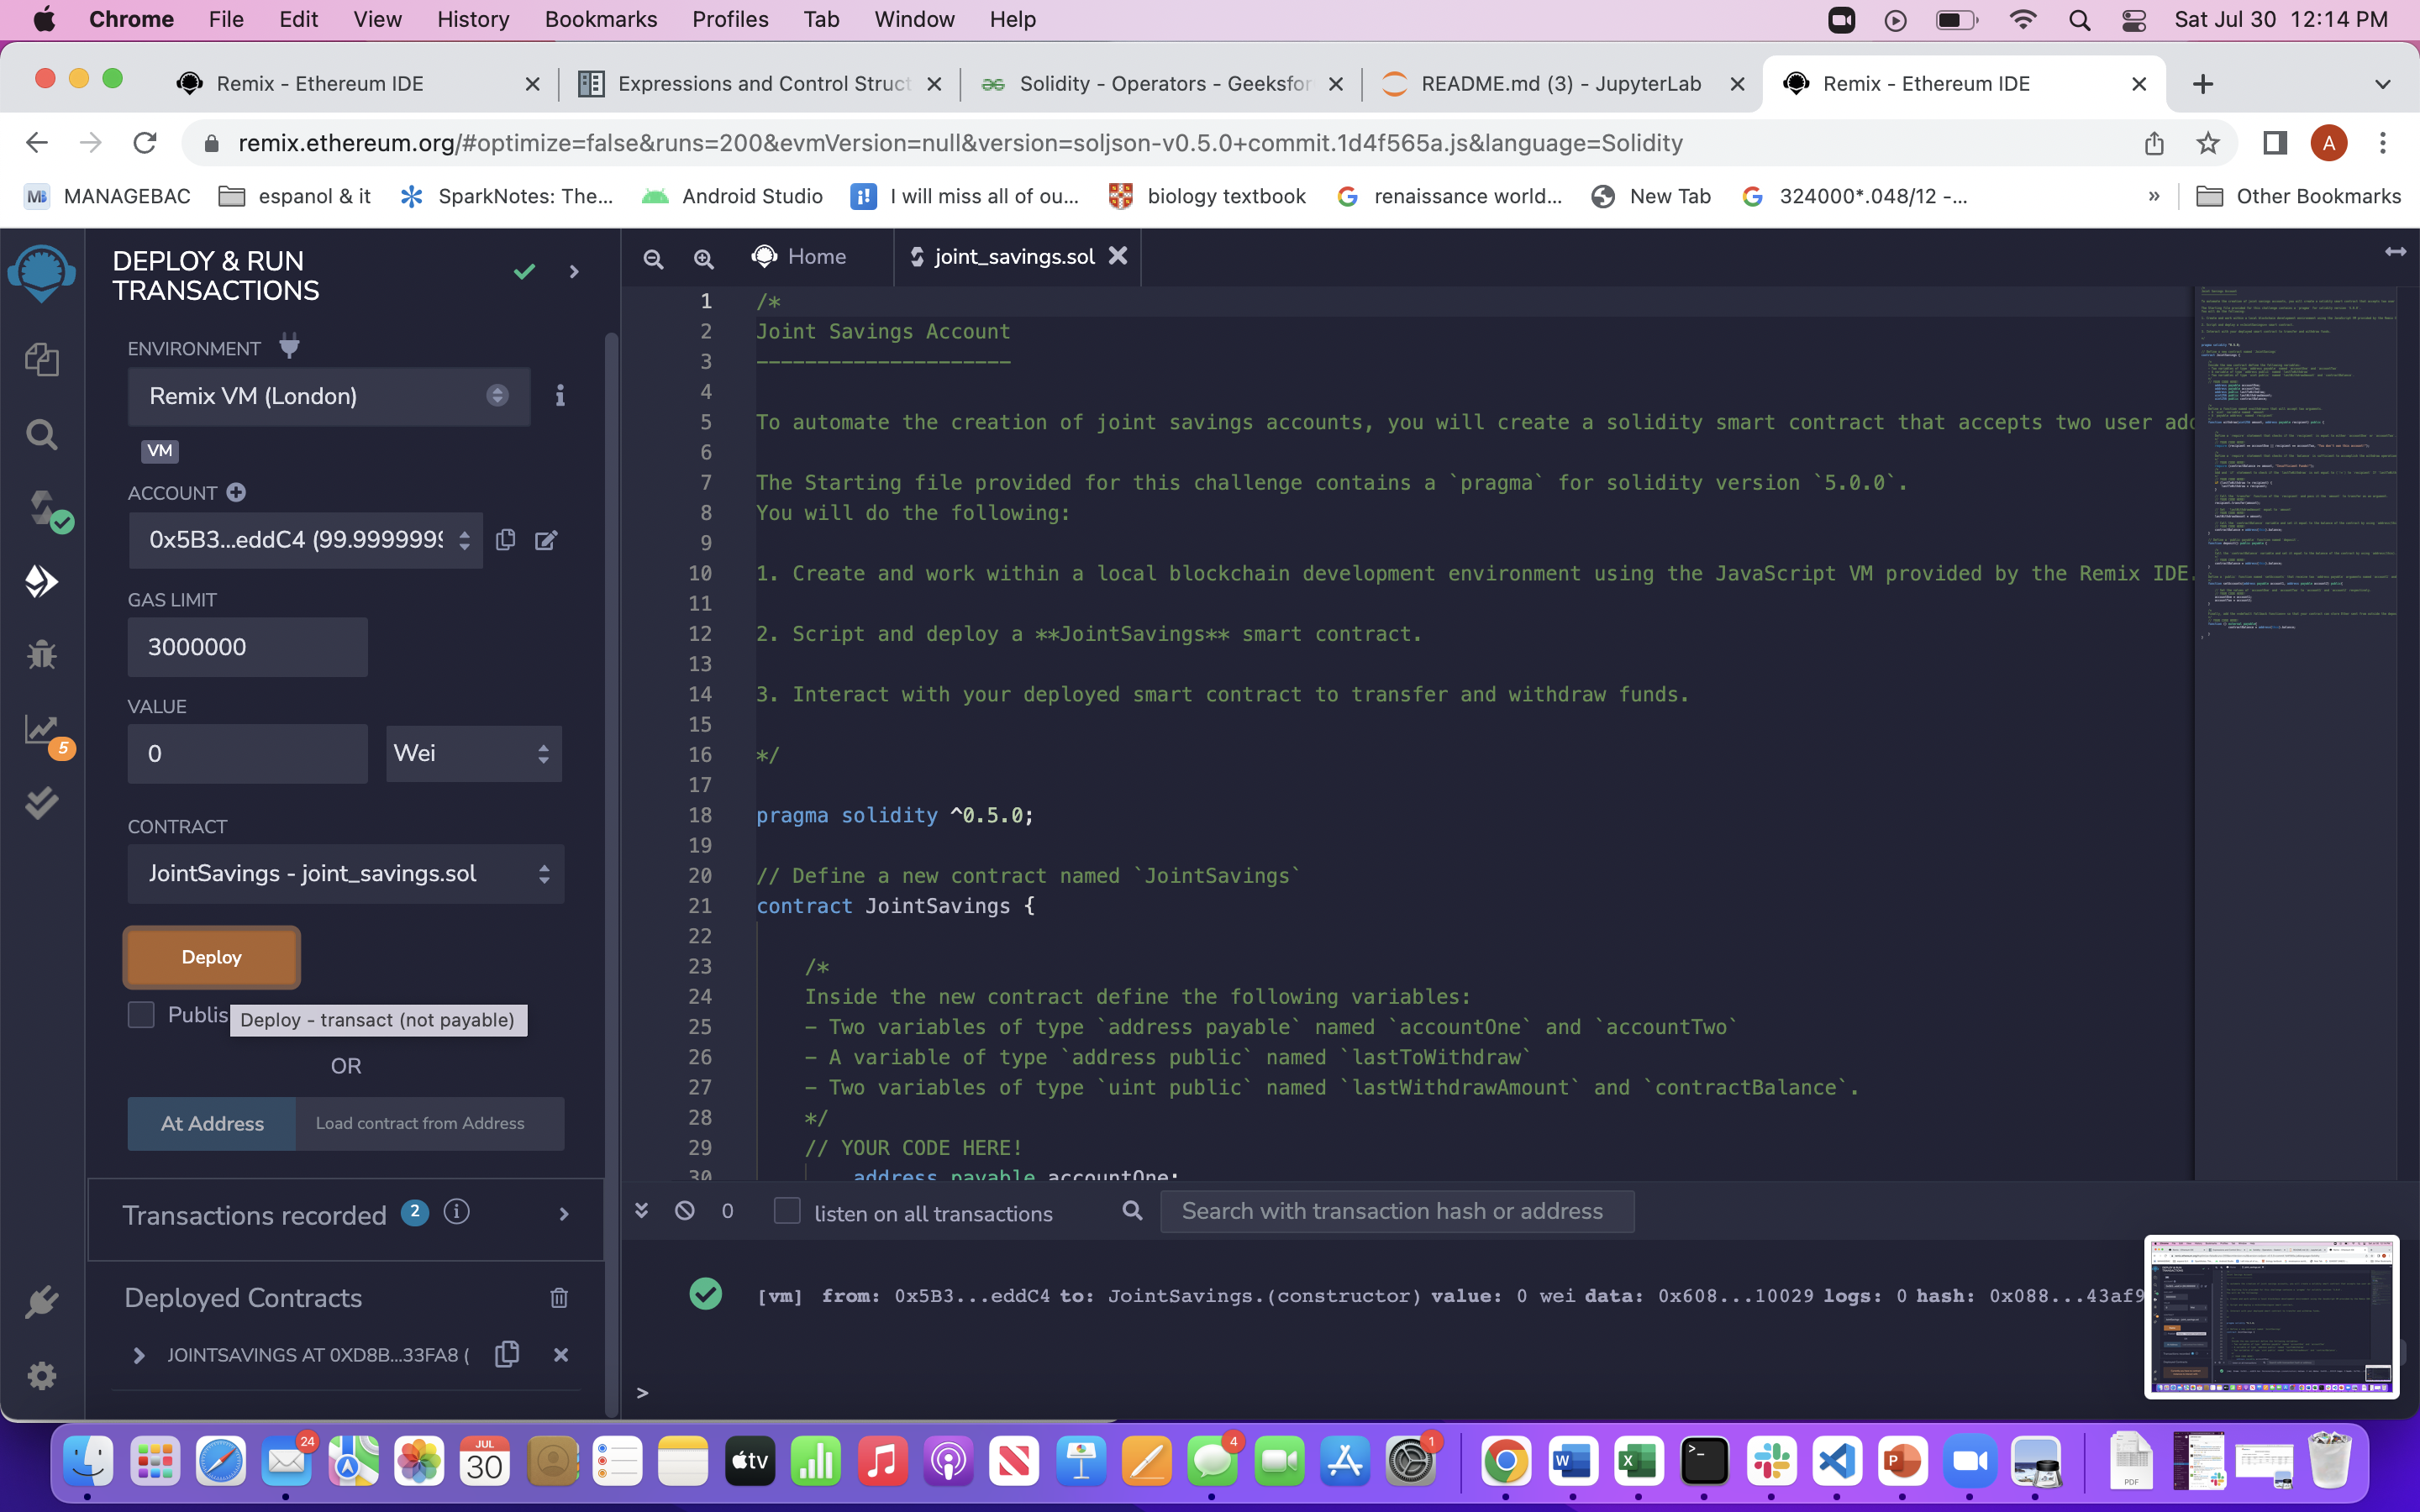 Chrome File Edit View History Bookmarks Profiles Tab Window Help Sat Jul 30 12:14 PM
Remix - Ethereum IDE
Expressions and Control Struct
Solidity - Operators - Geeksfor
README.md (3) - JupyterLab
Remix - Ethereum IDE
remix.ethereum.org/#optimize=false&runs=200&evmVersion=null&version=soljson-v0.5.0+commit.1d4f565a.js&language=Solidity
A
MB MANAGEBAC espanol & it SparkNotes: The... Android Studio I will miss all of ou... biology textbook renaissance world... New Tab 324000*.048/12 -... » Other Bookmarks
DEPLOY & RUN
TRANSACTIONS
ENVIRONMENT
Remix VM (London)
VM
ACCOUNT
0x5B3...eddC4 (99.9999999
GAS LIMIT
3000000
VALUE
0 Wei
5
CONTRACT
JointSavings - joint_savings.sol
Deploy
Publis
Deploy - transact (not payable)
OR
At Address Load contract from Address
Transactions recorded 2
Deployed Contracts
JOINTSAVINGS AT 0XD8B...33FA8 (
Home joint_savings.sol
1 /*
2 Joint Savings Account
3 ---------------------
4
5 To automate the creation of joint savings accounts, you will create a solidity smart contract that accepts two user add
6
7 The Starting file provided for this challenge contains a `pragma` for solidity version `5.0.0`.
8 You will do the following:
9
10 1. Create and work within a local blockchain development environment using the JavaScript VM provided by the Remix IDE.
11
12 2. Script and deploy a **JointSavings** smart contract.
13
14 3. Interact with your deployed smart contract to transfer and withdraw funds.
15
16 */
17
18 pragma solidity ^0.5.0;
19
20 // Define a new contract named `JointSavings`
21 contract JointSavings {
22
23 /*
24 Inside the new contract define the following variables:
25 - Two variables of type `address payable` named `accountOne` and `accountTwo`
26 - A variable of type `address public` named `lastToWithdraw`
27 - Two variables of type `uint public` named `lastWithdrawAmount` and `contractBalance`.
28 */
29 // YOUR CODE HERE!
30 address payable accountOne;
0 listen on all transactions Search with transaction hash or address
[vm] from: 0x5B3...eddC4 to: JointSavings.(constructor) value: 0 wei data: 0x608...10029 logs: 0 hash: 0x088...43af9
>
24 JUL 30 tv 4 1 PDF